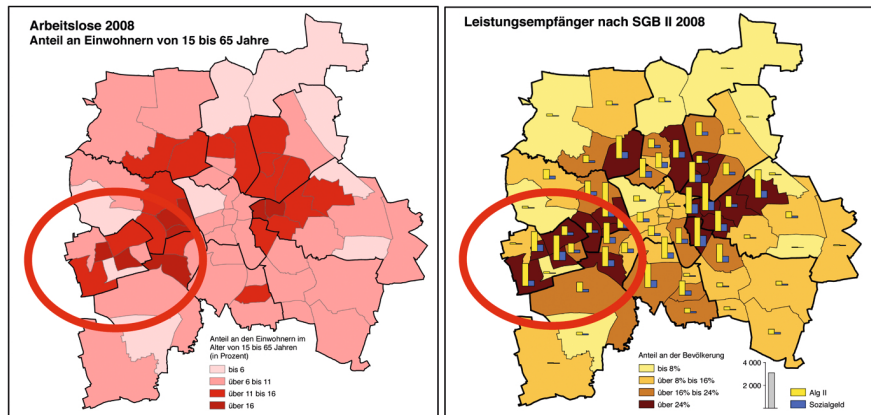 Arbeitslose 2008
Anteil an Einwohnern von 15 bis 65 Jahre
Anteil an den Einwohnern im
Alter von 15 bis 65 Jahren
(in Prozent)
bis 6
über 6 bis 11
über 11 bis 16
über 16
Leistungsempfänger nach SGB II 2008
Anteil an der Bevölkerung
bis 8%
über 8% bis 16%
über 16% bis 24%
über 24%
4 000
2 000
Alg II
Sozialgeld